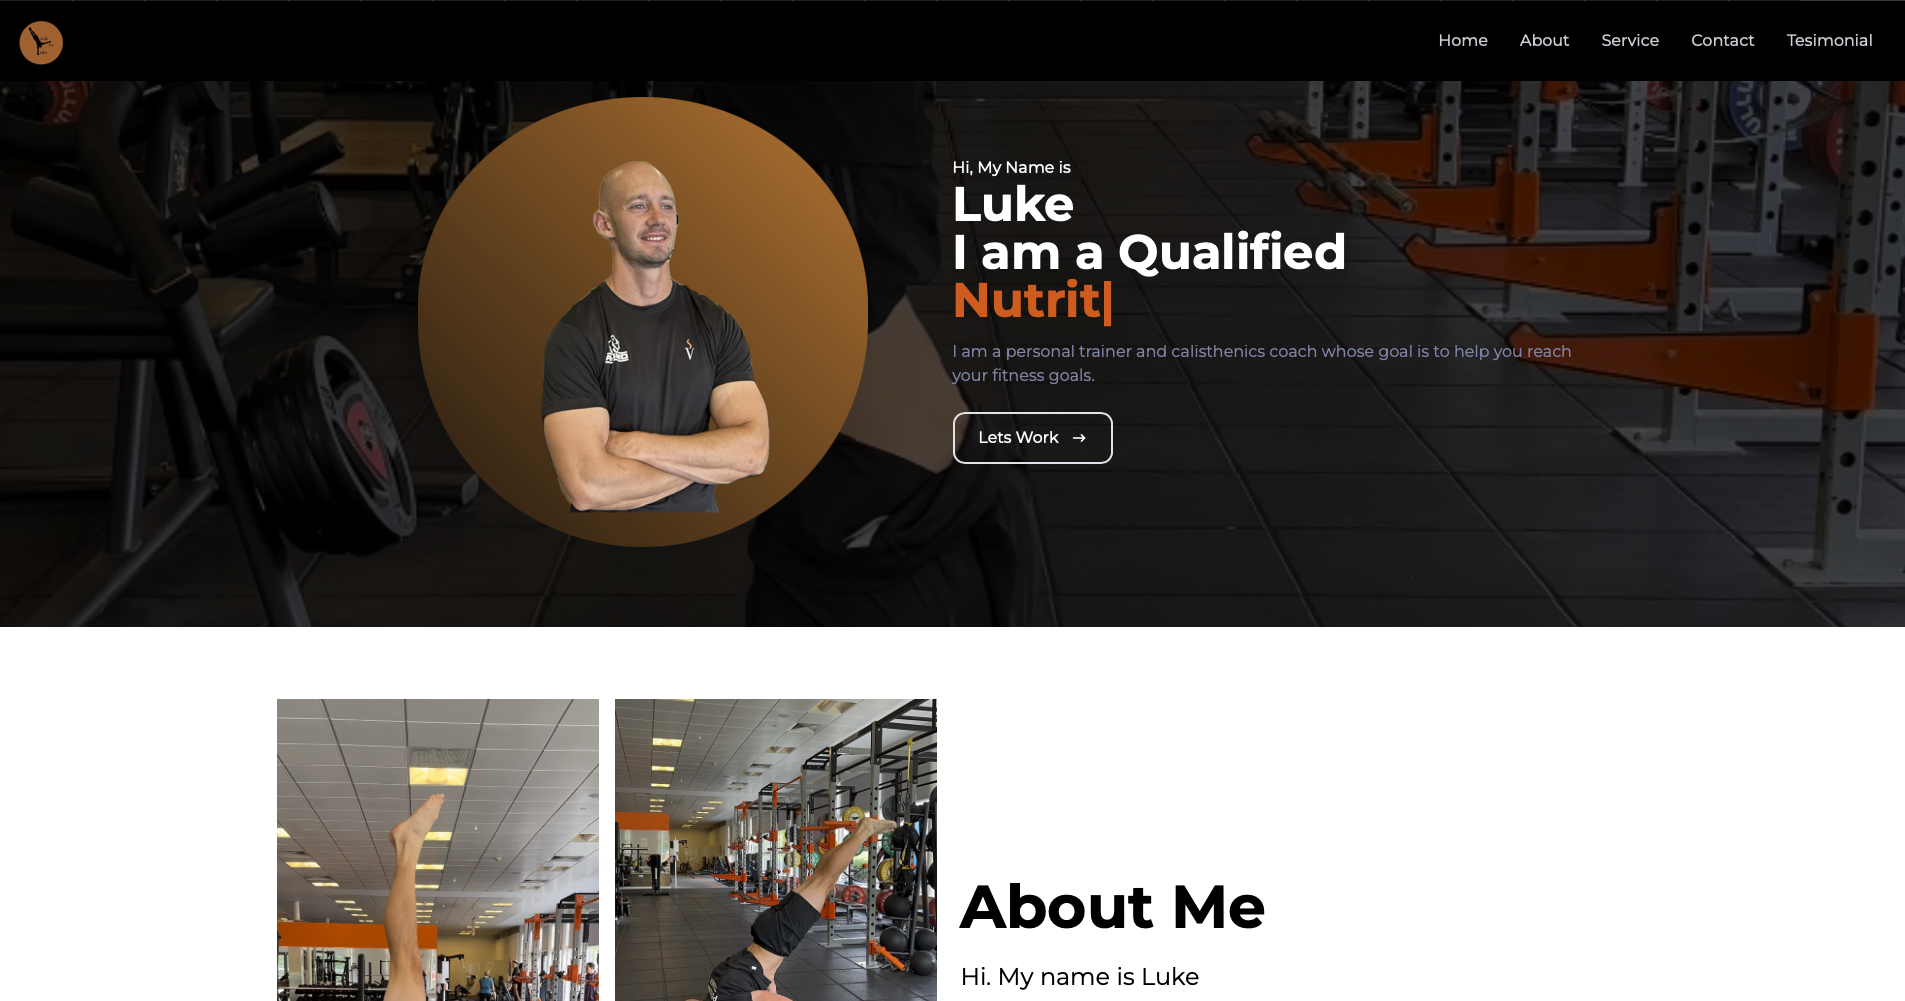 Home About Service Contact Tesimonial
Hi, My Name is
Luke
I am a Qualified
Nutrit|
I am a personal trainer and calisthenics coach whose goal is to help you reach
your fitness goals.
Lets Work →
About Me
Hi. My name is Luke